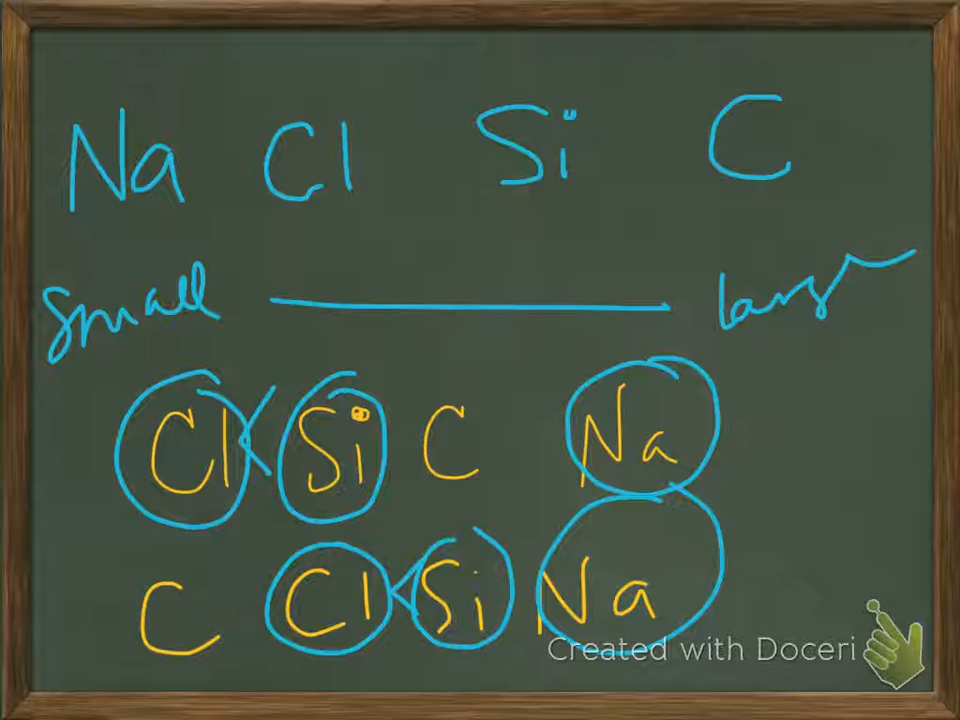 Na Cl Si C
Small large
Cl < Si C Na
C Cl < Si Na
Created with Doceri